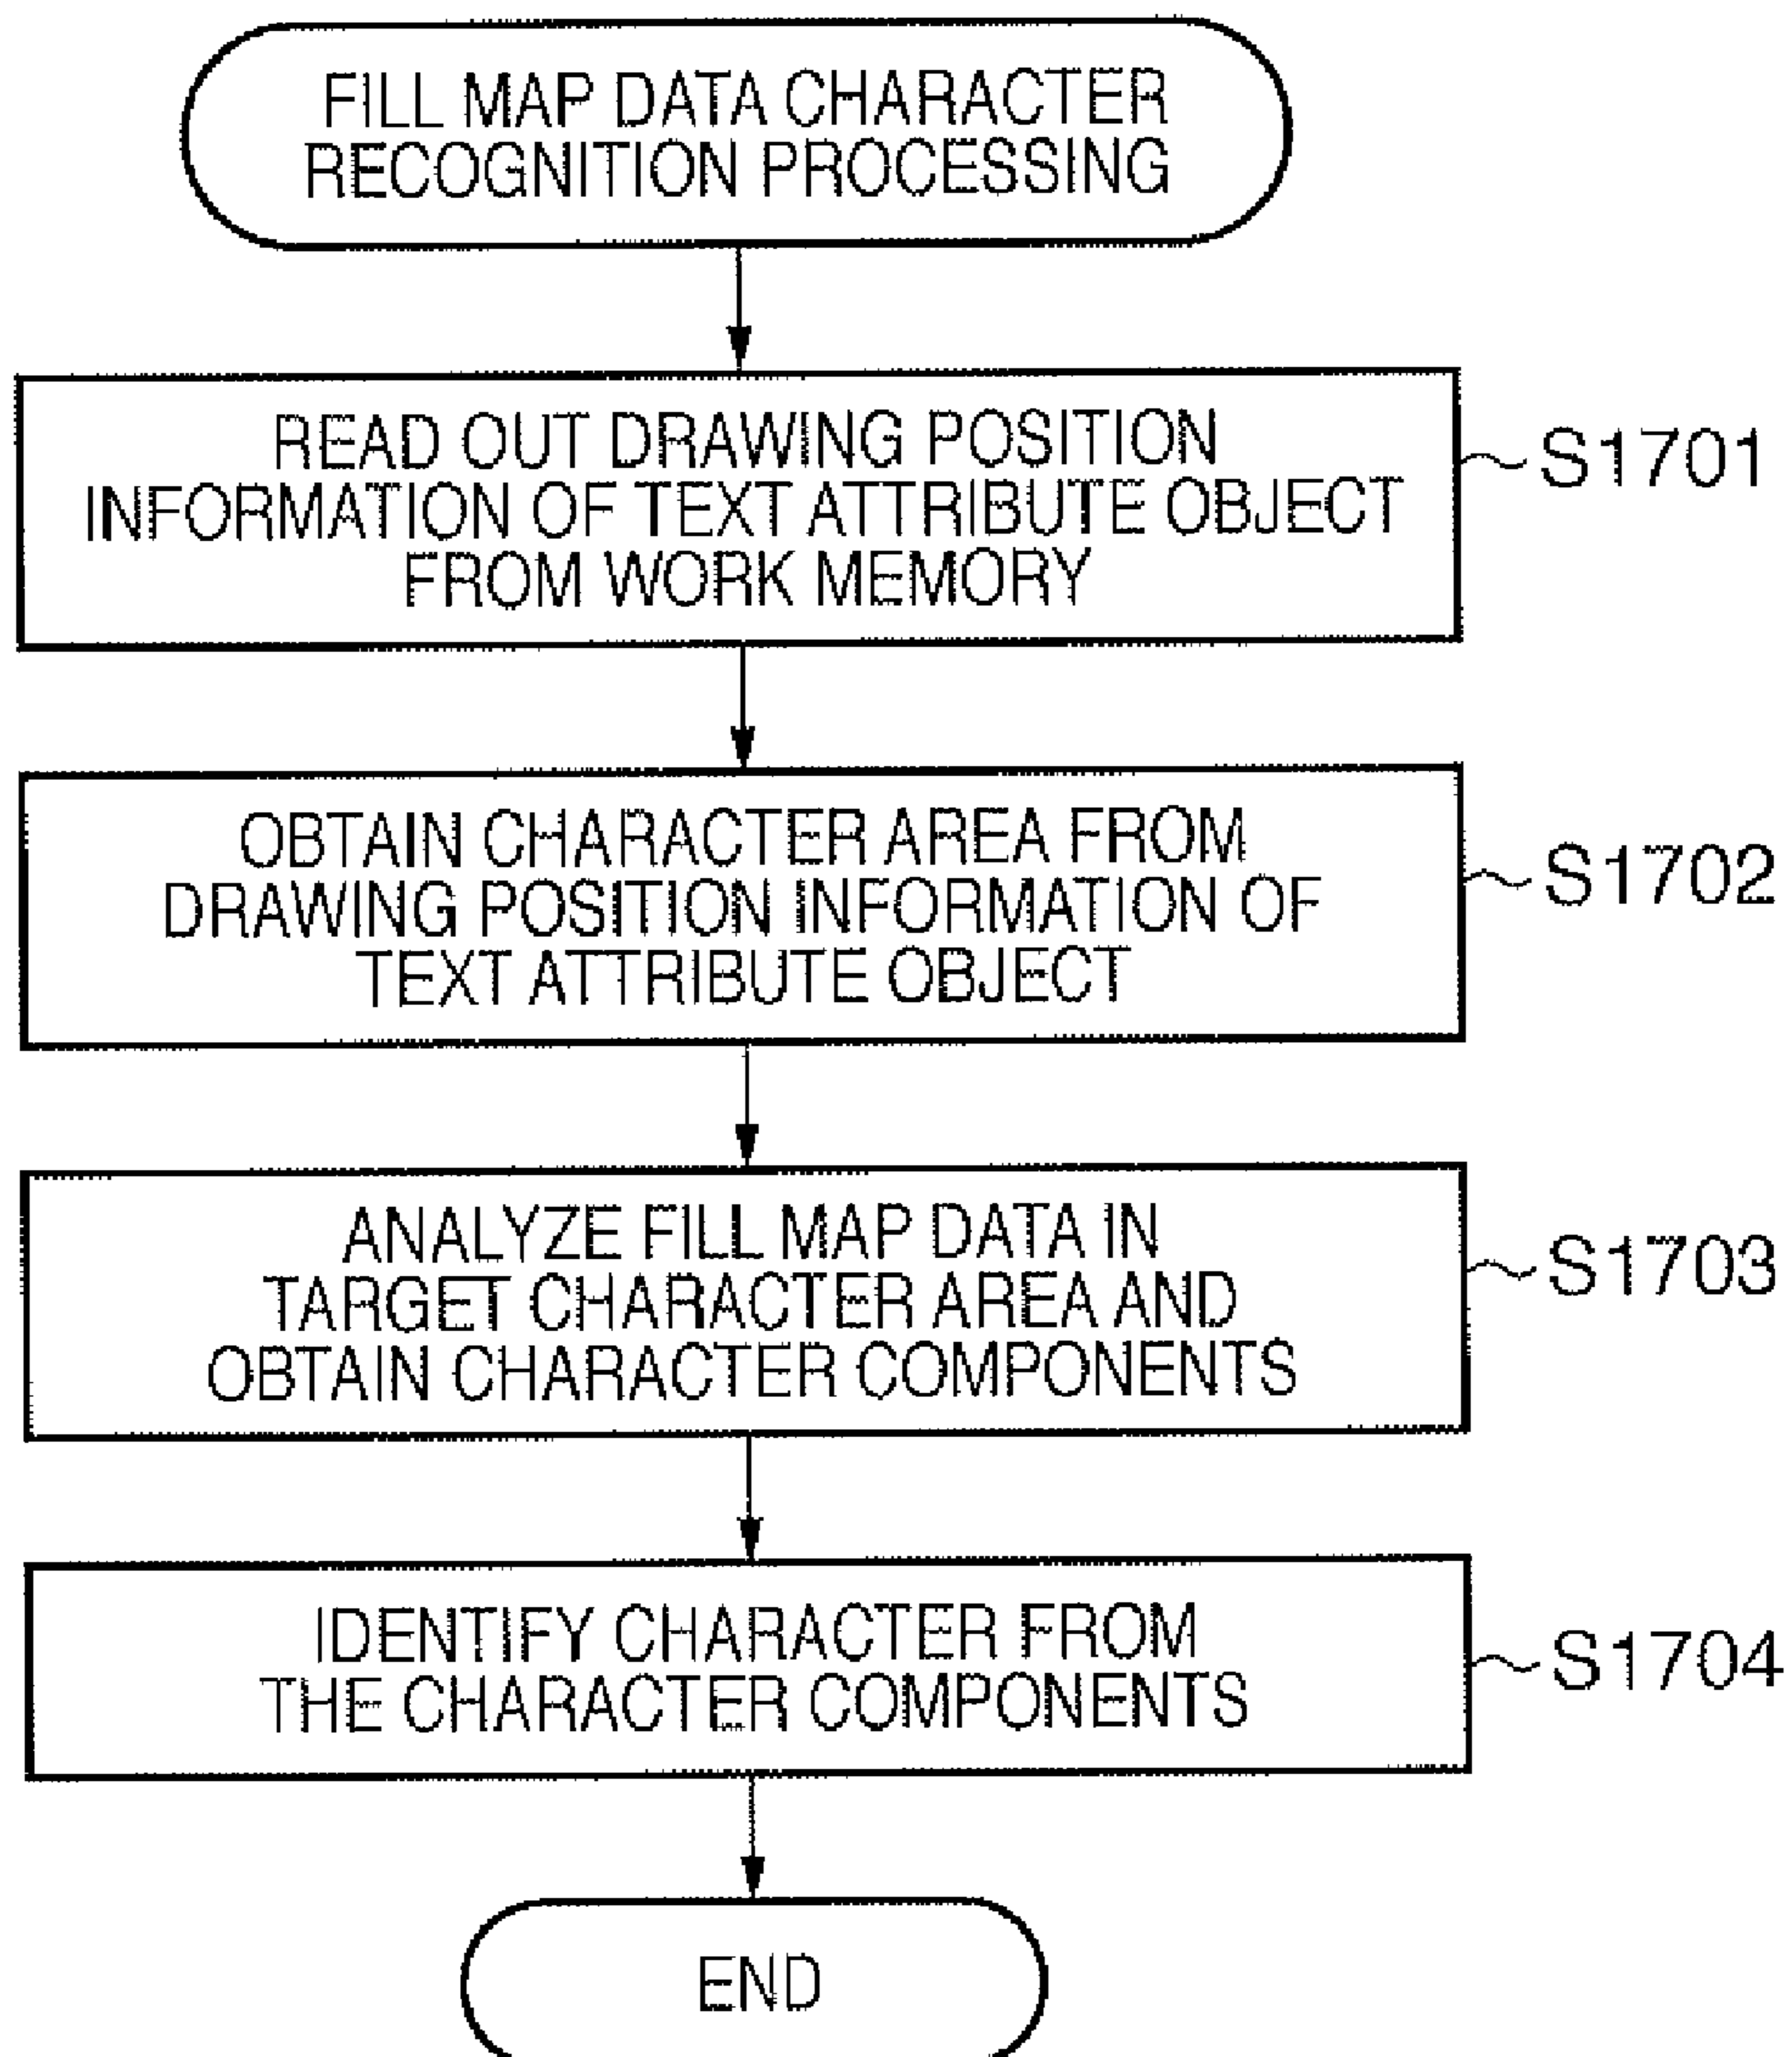 FILL MAP DATA CHARACTER
RECOGNITION PROCESSING
READ OUT DRAWING POSITION
INFORMATION OF TEXT ATTRIBUTE OBJECT
FROM WORK MEMORY
S1701
OBTAIN CHARACTER AREA FROM
DRAWING POSITION INFORMATION OF
TEXT ATTRIBUTE OBJECT
S1702
ANALYZE FILL MAP DATA IN
TARGET CHARACTER AREA AND
OBTAIN CHARACTER COMPONENTS
S1703
IDENTIFY CHARACTER FROM
THE CHARACTER COMPONENTS
S1704
END